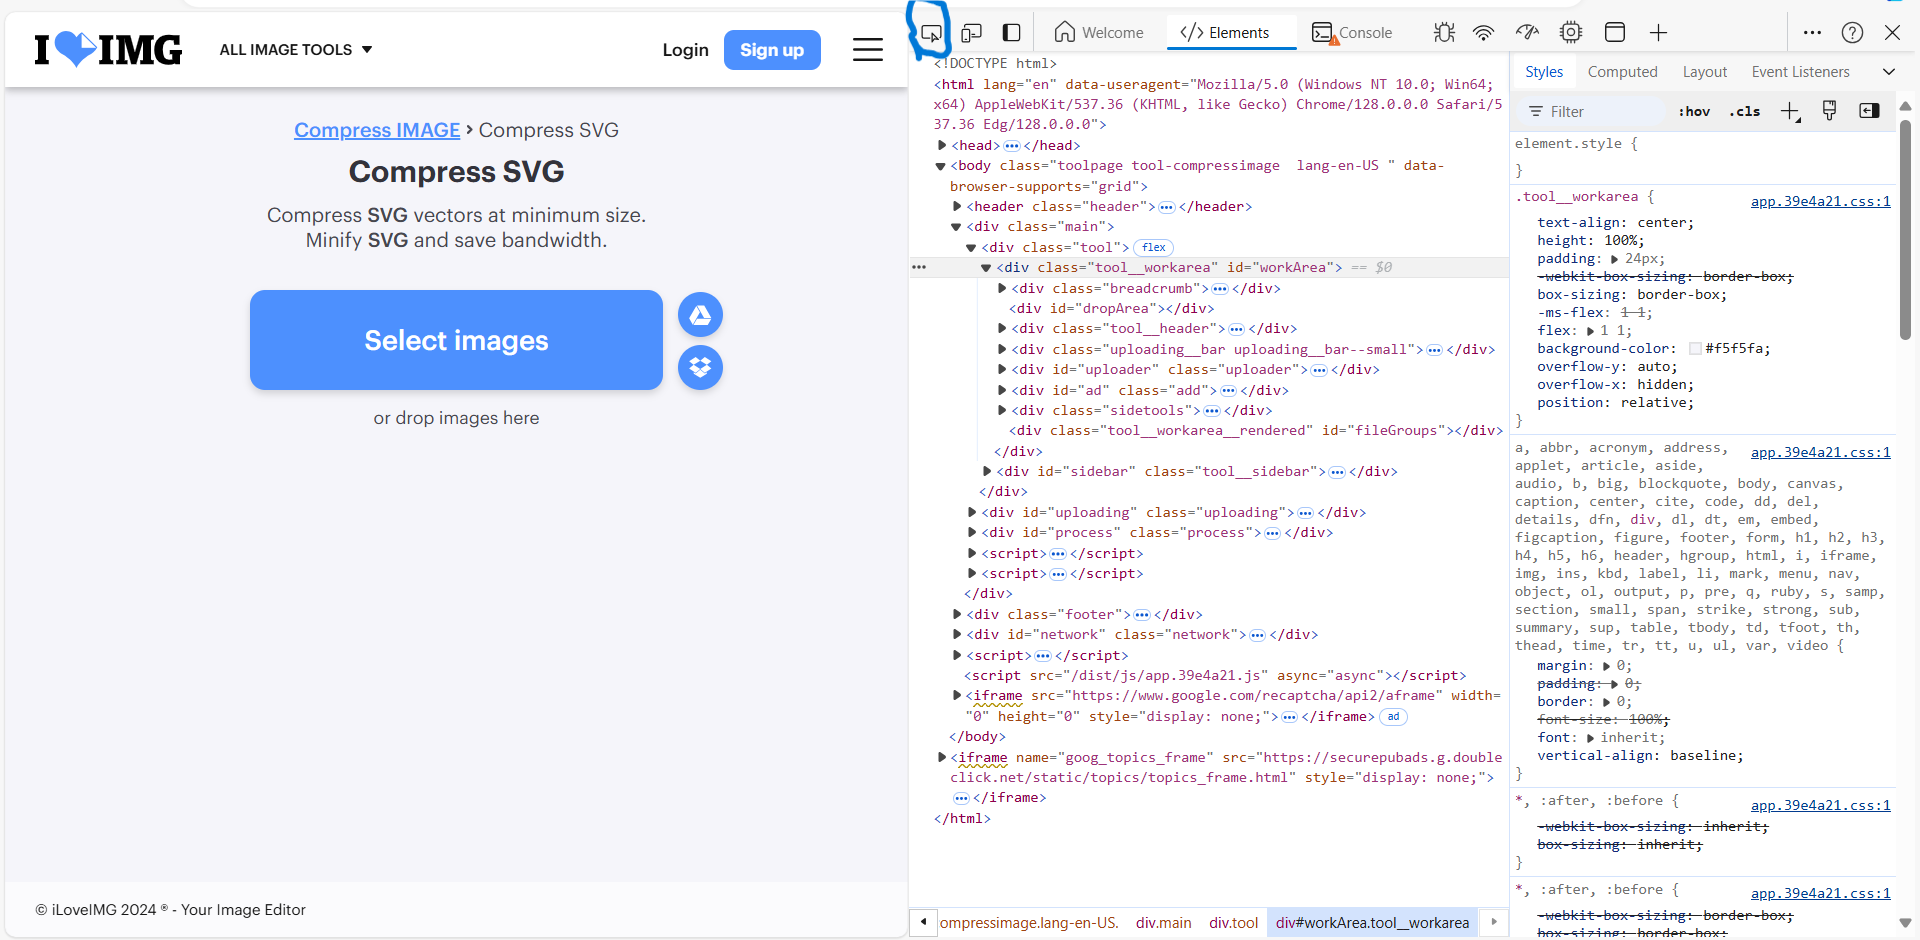 I IMG
ALL IMAGE TOOLS
Login
Sign up
Compress IMAGE > Compress SVG
Compress SVG
Compress SVG vectors at minimum size.
Minify SVG and save bandwidth.
Select images
or drop images here
© iLoveIMG 2024 ® - Your Image Editor
Welcome
</> Elements
Console
<!DOCTYPE html>
<html lang="en" data-useragent="Mozilla/5.0 (Windows NT 10.0; Win64;
x64) AppleWebKit/537.36 (KHTML, like Gecko) Chrome/128.0.0.0 Safari/5
37.36 Edg/128.0.0.0">
<head> ••• </head>
<body class="toolpage tool-compressimage  lang-en-US " data-
browser-supports="grid">
<header class="header"> ••• </header>
<div class="main">
<div class="tool"> flex
••• <div class="tool__workarea" id="workArea"> == $0
<div class="breadcrumb"> ••• </div>
<div id="dropArea"></div>
<div class="tool__header"> ••• </div>
<div class="uploading__bar uploading__bar--small"> ••• </div>
<div id="uploader" class="uploader"> ••• </div>
<div id="ad" class="add"> ••• </div>
<div class="sidetools"> ••• </div>
<div class="tool__workarea__rendered" id="fileGroups"></div>
</div>
<div id="sidebar" class="tool__sidebar"> ••• </div>
</div>
<div id="uploading" class="uploading"> ••• </div>
<div id="process" class="process"> ••• </div>
<script> ••• </script>
<script> ••• </script>
</div>
<div class="footer"> ••• </div>
<div id="network" class="network"> ••• </div>
<script> ••• </script>
<script src="/dist/js/app.39e4a21.js" async="async"></script>
<iframe src="https://www.google.com/recaptcha/api2/aframe" width=
"0" height="0" style="display: none;"> ••• </iframe> ad
</body>
<iframe name="goog_topics_frame" src="https://securepubads.g.double
click.net/static/topics/topics_frame.html" style="display: none;">
••• </iframe>
</html>
ompressimage.lang-en-US.
div.main
div.tool
div#workArea.tool__workarea
Styles
Computed
Layout
Event Listeners
Filter
:hov
.cls
element.style {
}
.tool__workarea {
app.39e4a21.css:1
text-align: center;
height: 100%;
padding: 24px;
-webkit-box-sizing: border-box;
box-sizing: border-box;
-ms-flex: 1 1;
flex: 1 1;
background-color: #f5f5fa;
overflow-y: auto;
overflow-x: hidden;
position: relative;
}
a, abbr, acronym, address,
app.39e4a21.css:1
applet, article, aside,
audio, b, big, blockquote, body, canvas,
caption, center, cite, code, dd, del,
details, dfn, div, dl, dt, em, embed,
figcaption, figure, footer, form, h1, h2, h3,
h4, h5, h6, header, hgroup, html, i, iframe,
img, ins, kbd, label, li, mark, menu, nav,
object, ol, output, p, pre, q, ruby, s, samp,
section, small, span, strike, strong, sub,
summary, sup, table, tbody, td, tfoot, th,
thead, time, tr, tt, u, ul, var, video {
margin: 0;
padding: 0;
border: 0;
font-size: 100%;
font: inherit;
vertical-align: baseline;
}
*, :after, :before {
app.39e4a21.css:1
-webkit-box-sizing: inherit;
box-sizing: inherit;
}
*, :after, :before {
app.39e4a21.css:1
-webkit-box-sizing: border-box;
box-sizing: border-box;